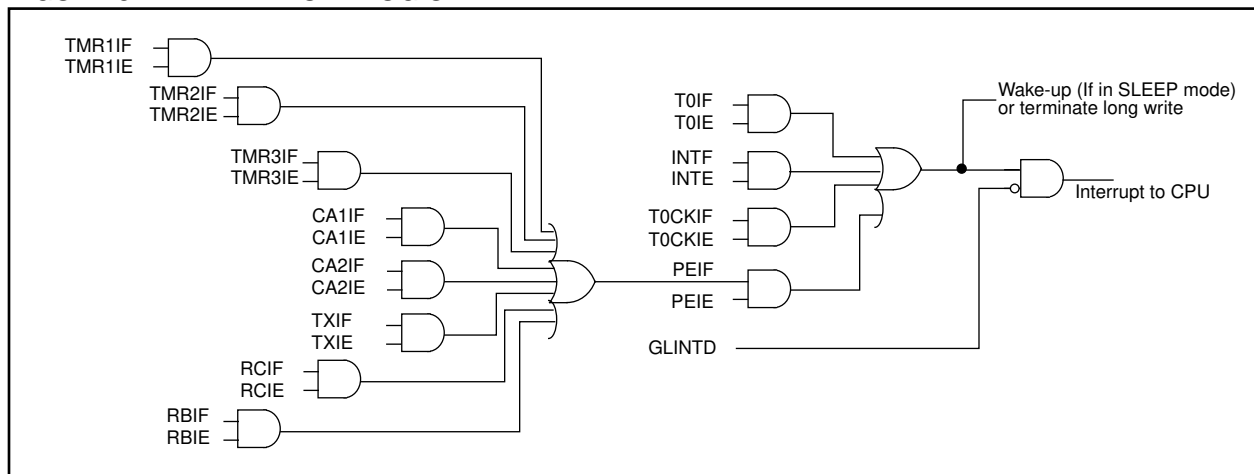 TMR1IF
TMR1IE
TMR2IF
TMR2IE
TMR3IF
TMR3IE
CA1IF
CA1IE
CA2IF
CA2IE
TXIF
TXIE
RCIF
RCIE
RBIF
RBIE
T0IF
T0IE
INTF
INTE
T0CKIF
T0CKIE
PEIF
PEIE
GLINTD
Wake-up (If in SLEEP mode)
or terminate long write
Interrupt to CPU